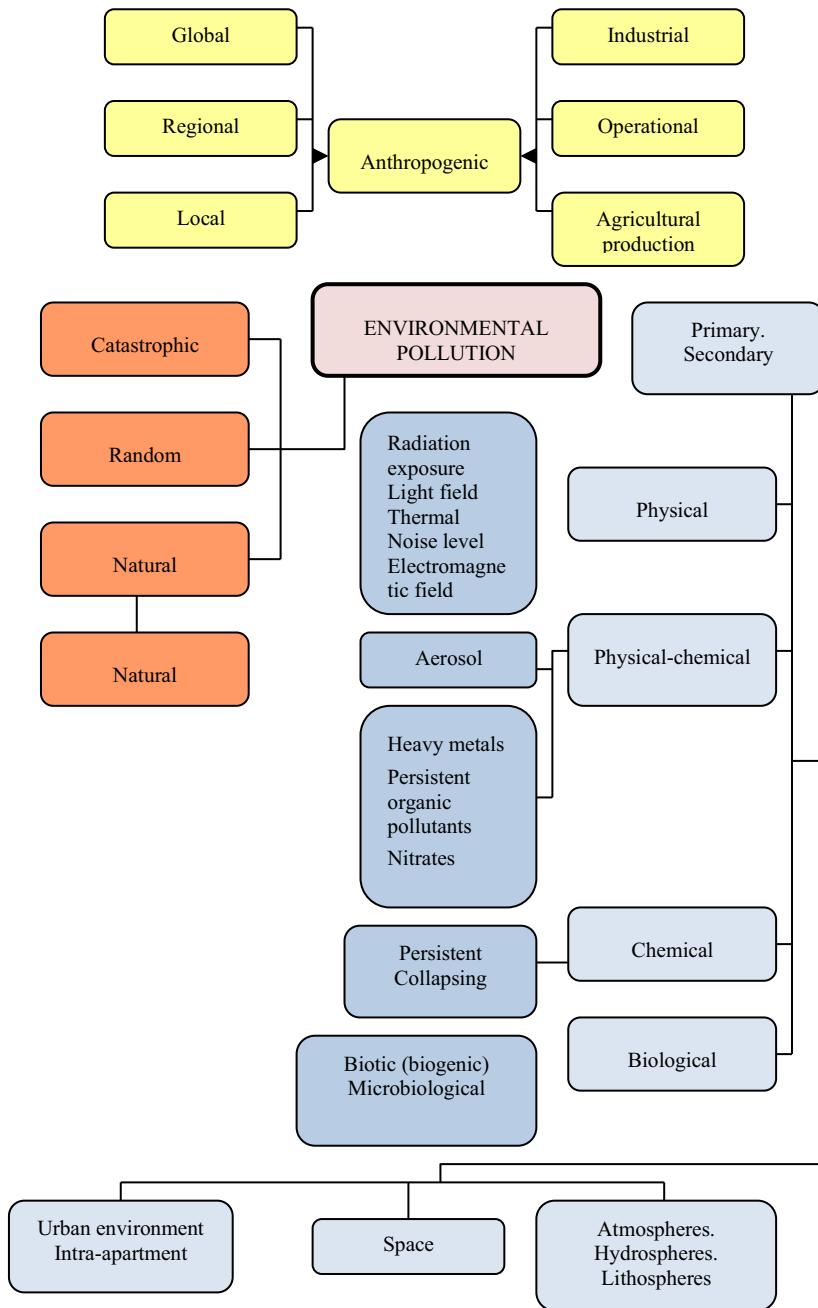 Global
Industrial
Regional
Operational
Anthropogenic
Local
Agricultural
production
ENVIRONMENTAL
POLLUTION
Primary.
Secondary
Catastrophic
Random
Natural
Natural
Radiation
exposure
Light field
Thermal
Noise level
Electromagne
tic field
Physical
Aerosol
Physical-chemical
Heavy metals
Persistent
organic
pollutants
Nitrates
Persistent
Collapsing
Chemical
Biotic (biogenic)
Microbiological
Biological
Urban environment
Intra-apartment
Space
Atmospheres.
Hydrospheres.
Lithospheres